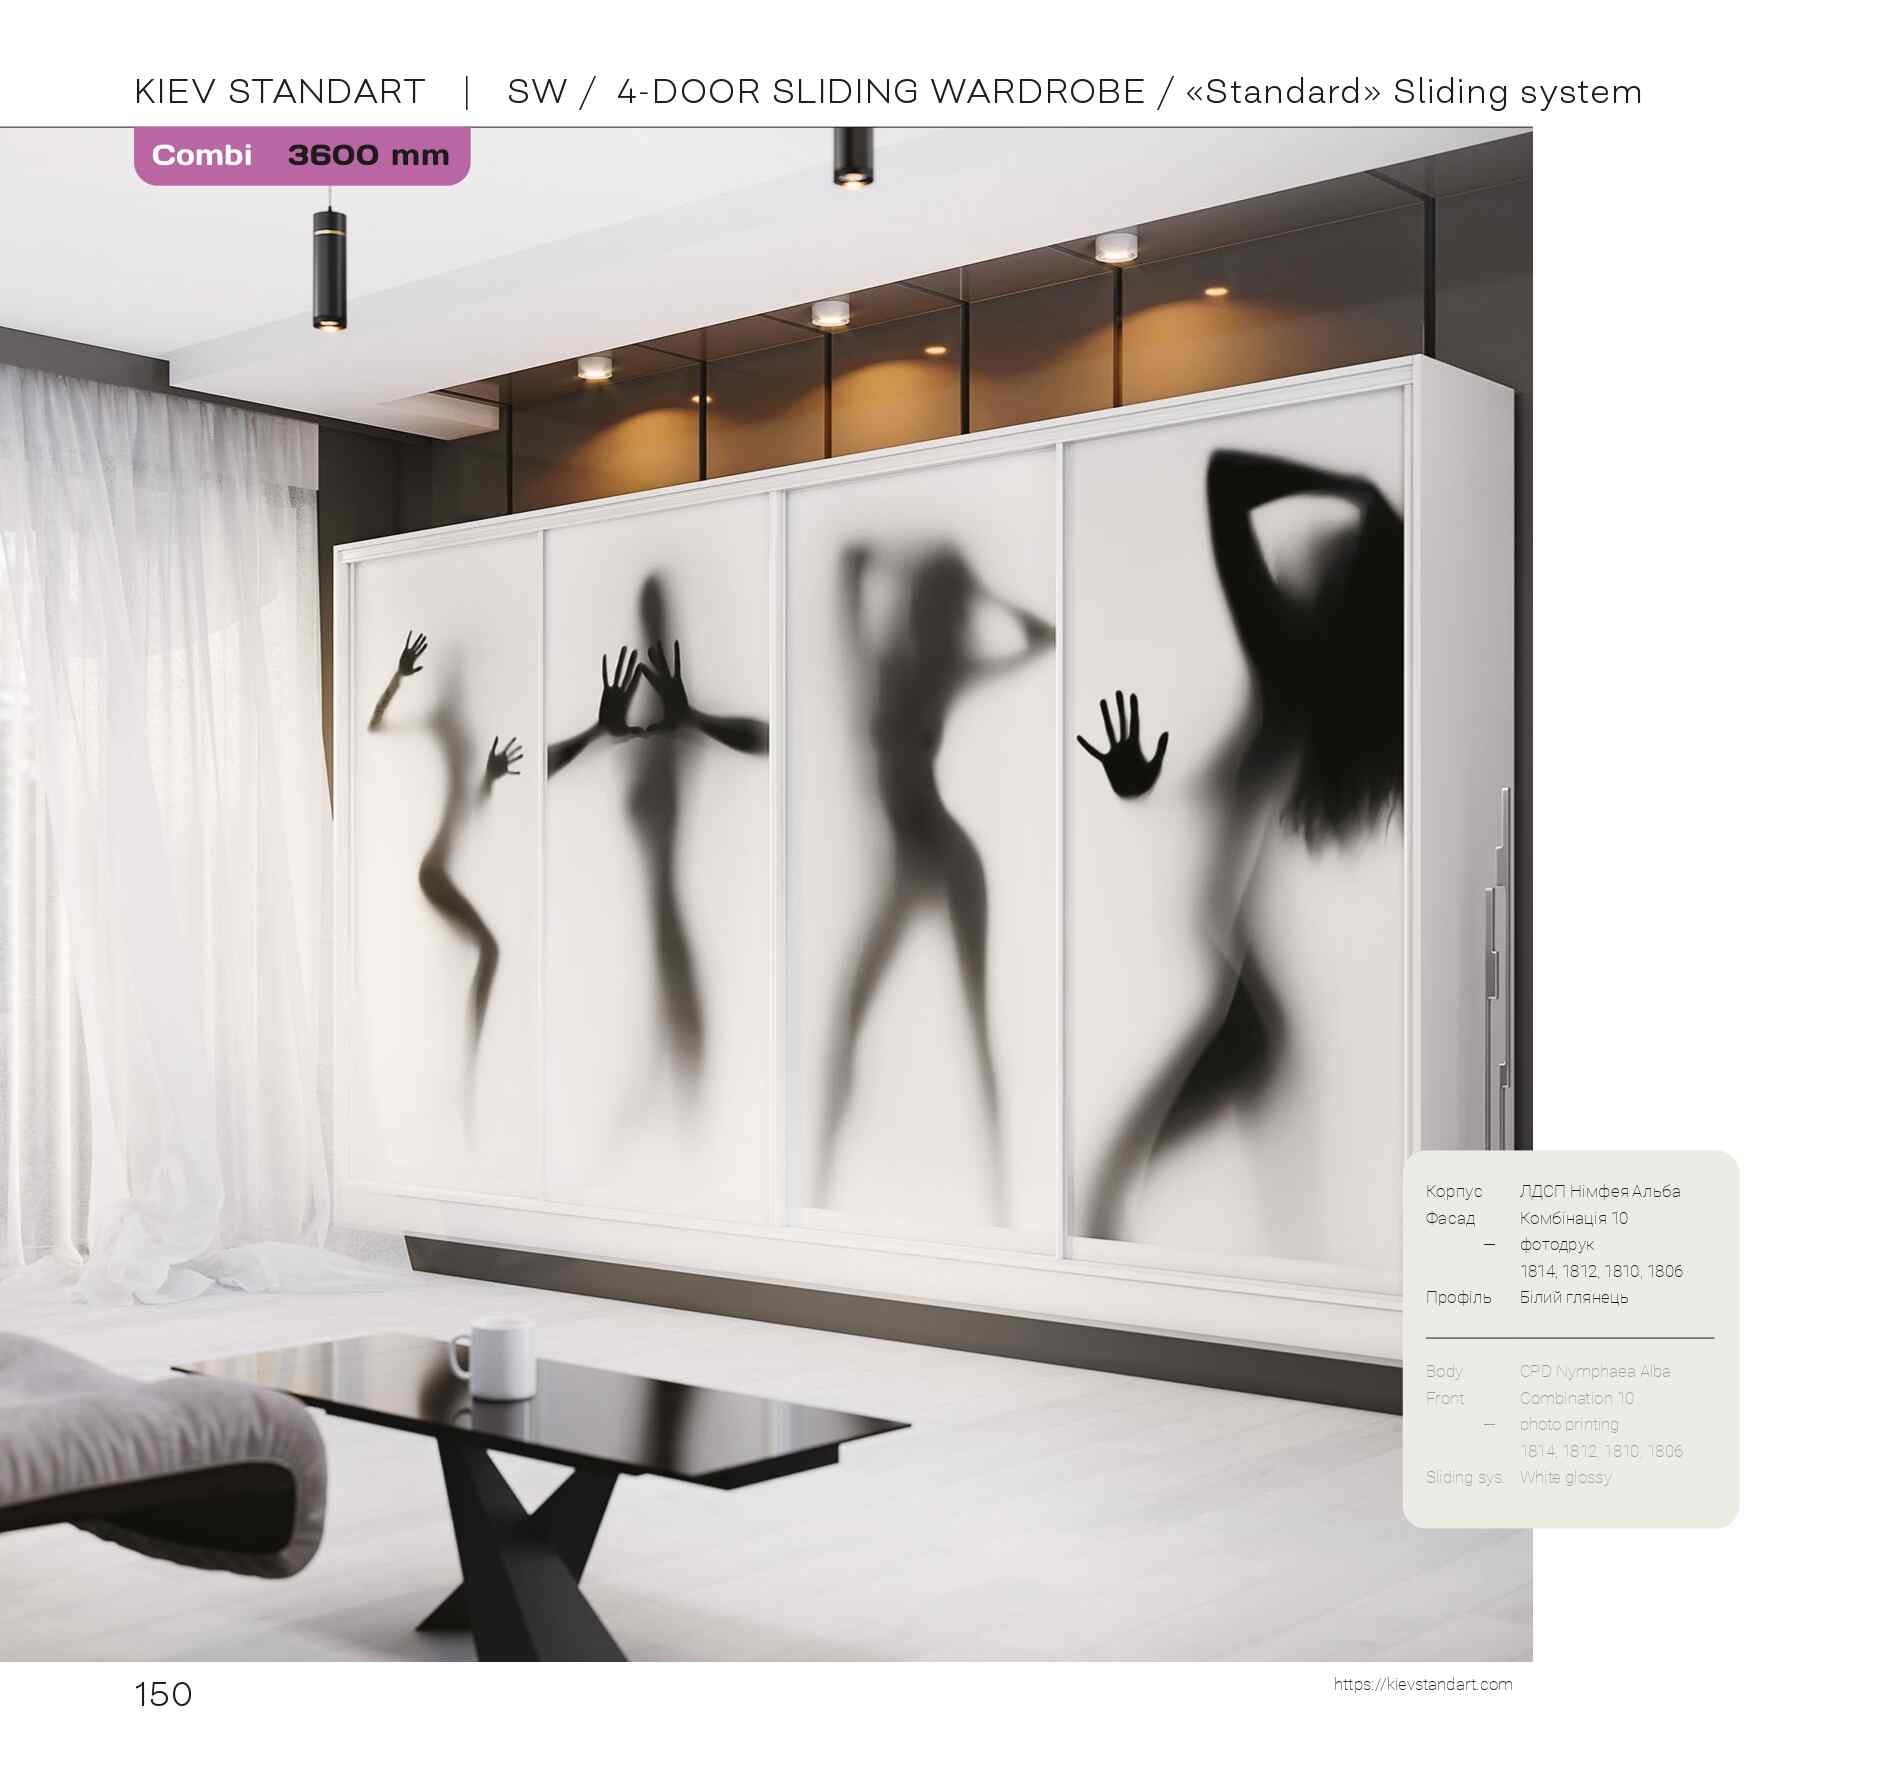 KIEV STANDART | SW / 4-DOOR SLIDING WARDROBE / «Standard» Sliding system
Combi 3600 mm
Корпус ЛДСП Німфея Альба
Фасад Комбінація 10
— фотодрук
1814, 1812, 1810, 1806
Профіль Білий глянець
Body CPD Nymphaea Alba
Front Combination 10
— photo printing
1814, 1812, 1810, 1806
Sliding sys. White glossy
150
https://kievstandart.com